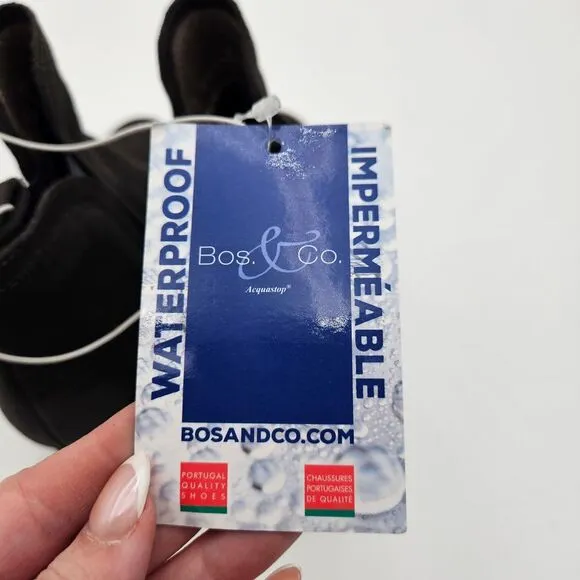 WATERPROOF
Bos. & Co.
Acquastop®
IMPERMÉABLE
BOSANDCO.COM
PORTUGAL
QUALITY
SHOES
CHAUSSURES
PORTUGAISES
DE QUALITÉ